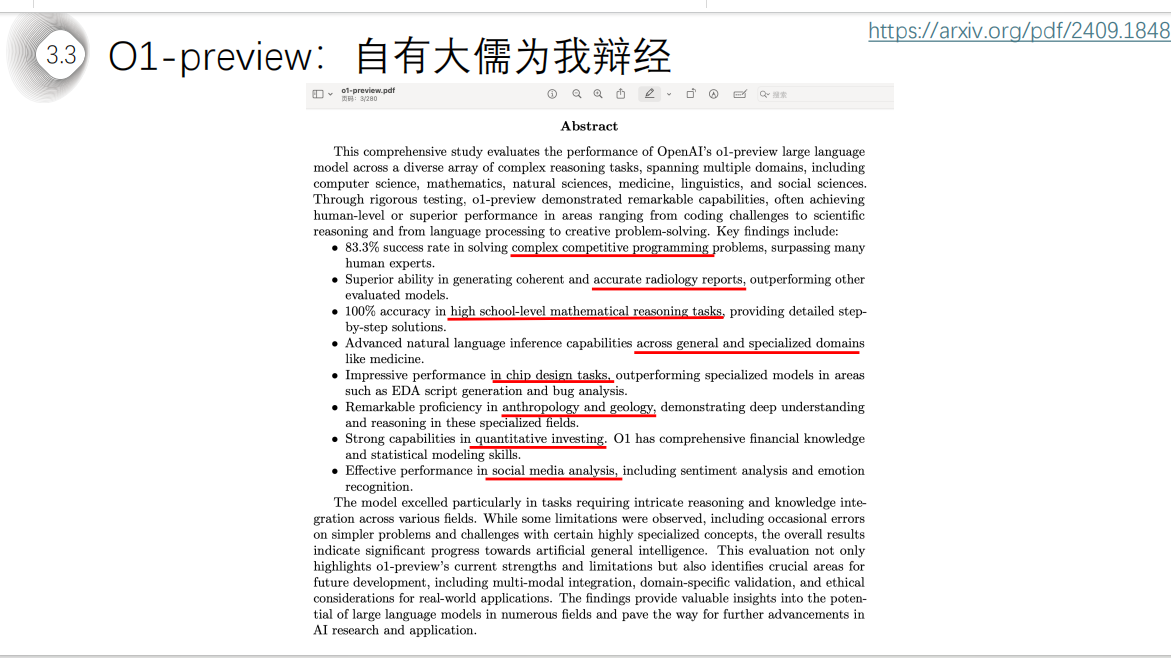 3.3
O1-preview：自有大儒为我辩经
https://arxiv.org/pdf/2409.1848
o1-preview.pdf
页码：3/280
搜索
Abstract
This comprehensive study evaluates the performance of OpenAI's o1-preview large language
model across a diverse array of complex reasoning tasks, spanning multiple domains, including
computer science, mathematics, natural sciences, medicine, linguistics, and social sciences.
Through rigorous testing, o1-preview demonstrated remarkable capabilities, often achieving
human-level or superior performance in areas ranging from coding challenges to scientific
reasoning and from language processing to creative problem-solving. Key findings include:
• 83.3% success rate in solving complex competitive programming problems, surpassing many
human experts.
• Superior ability in generating coherent and accurate radiology reports, outperforming other
evaluated models.
• 100% accuracy in high school-level mathematical reasoning tasks, providing detailed step-
by-step solutions.
• Advanced natural language inference capabilities across general and specialized domains
like medicine.
• Impressive performance in chip design tasks, outperforming specialized models in areas
such as EDA script generation and bug analysis.
• Remarkable proficiency in anthropology and geology, demonstrating deep understanding
and reasoning in these specialized fields.
• Strong capabilities in quantitative investing. O1 has comprehensive financial knowledge
and statistical modeling skills.
• Effective performance in social media analysis, including sentiment analysis and emotion
recognition.
The model excelled particularly in tasks requiring intricate reasoning and knowledge inte-
gration across various fields. While some limitations were observed, including occasional errors
on simpler problems and challenges with certain highly specialized concepts, the overall results
indicate significant progress towards artificial general intelligence. This evaluation not only
highlights o1-preview's current strengths and limitations but also identifies crucial areas for
future development, including multi-modal integration, domain-specific validation, and ethical
considerations for real-world applications. The findings provide valuable insights into the poten-
tial of large language models in numerous fields and pave the way for further advancements in
AI research and application.